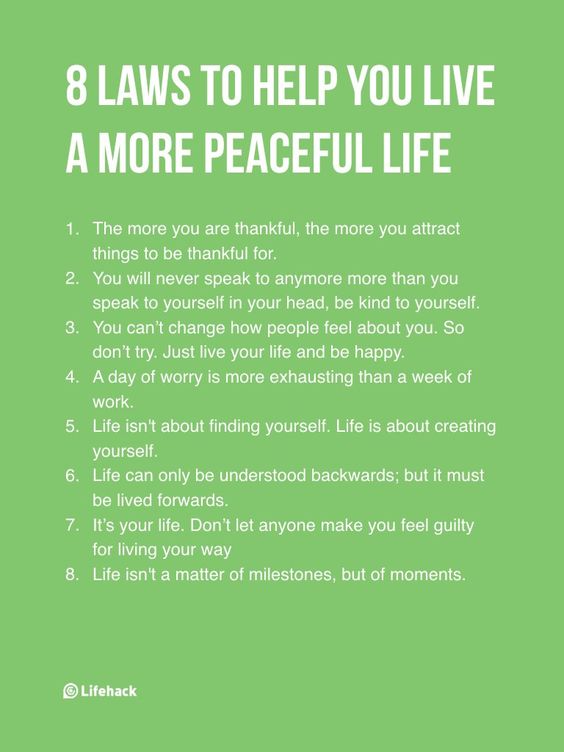 8 LAWS TO HELP YOU LIVE
A MORE PEACEFUL LIFE
1. The more you are thankful, the more you attract
things to be thankful for.
2. You will never speak to anymore more than you
speak to yourself in your head, be kind to yourself.
3. You can’t change how people feel about you. So
don’t try. Just live your life and be happy.
4. A day of worry is more exhausting than a week of
work.
5. Life isn't about finding yourself. Life is about creating
yourself.
6. Life can only be understood backwards; but it must
be lived forwards.
7. It’s your life. Don’t let anyone make you feel guilty
for living your way
8. Life isn't a matter of milestones, but of moments.
Lifehack